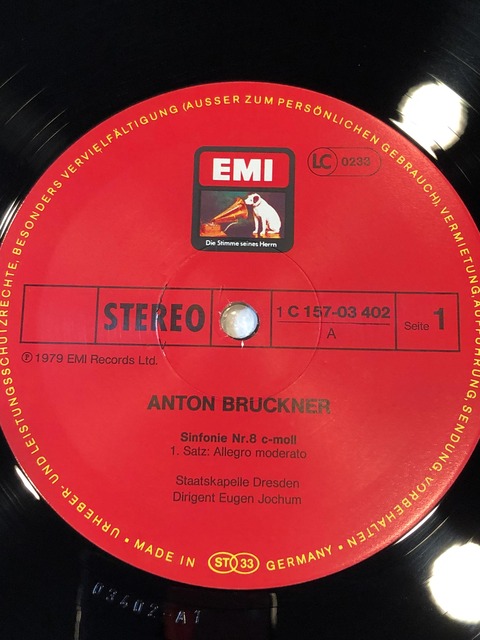 URHEBER- UND LEISTUNGSSCHUTZRECHTE, BESONDERS VERVIELFÄLTIGUNG (AUSSER ZUM PERSÖNLICHEN GEBRAUCH), VERMIETUNG, AUFFÜHRUNG, SENDUNG, VORBEHALTEN •
EMI
LC 0233
Die Stimme seines Herrn
STEREO
1 C 157-03 402
A
Seite 1
℗ 1979 EMI Records Ltd.
ANTON BRUCKNER
Sinfonie Nr.8 c-moll
1. Satz: Allegro moderato
Staatskapelle Dresden
Dirigent Eugen Jochum
• MADE IN ST 33 GERMANY •
03402-A1